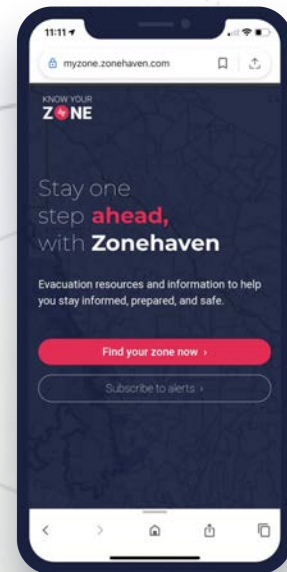 11:11
myzone.zonehaven.com
KNOW YOUR
ZONE
Stay one
step ahead,
with Zonehaven
Evacuation resources and information to help
you stay informed, prepared, and safe.
Find your zone now ›
Subscribe to alerts ›